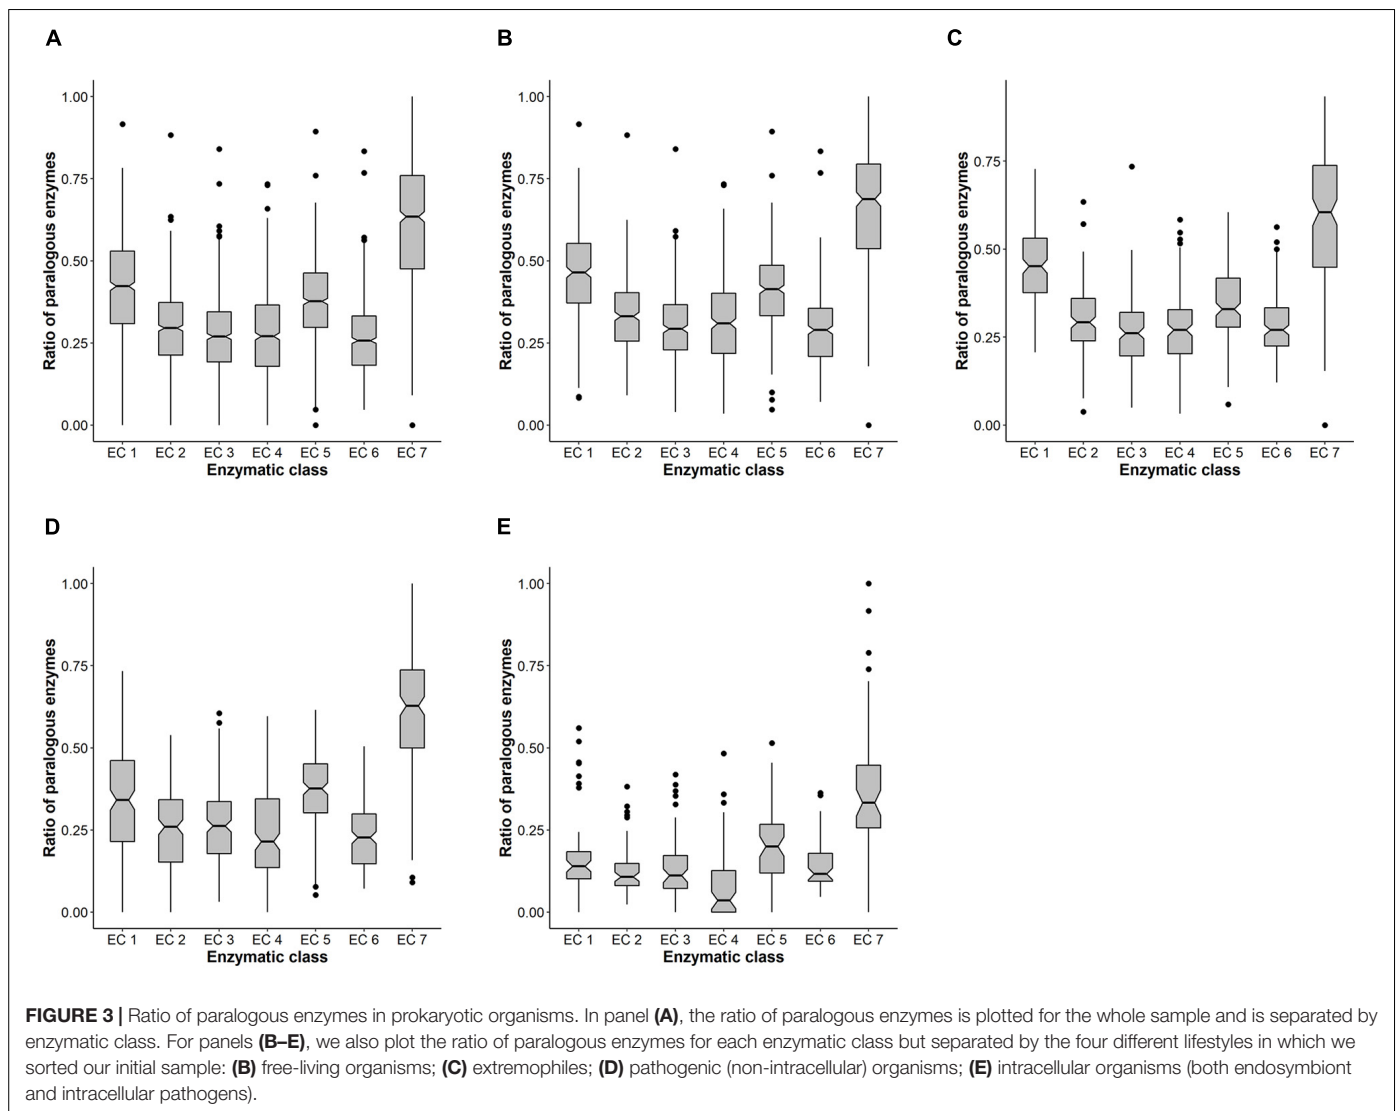 A
Ratio of paralogous enzymes
1.00
0.75
0.50
0.25
0.00
EC 1 EC 2 EC 3 EC 4 EC 5 EC 6 EC 7
Enzymatic class
B
Ratio of paralogous enzymes
1.00
0.75
0.50
0.25
0.00
EC 1 EC 2 EC 3 EC 4 EC 5 EC 6 EC 7
Enzymatic class
C
Ratio of paralogous enzymes
0.75
0.50
0.25
0.00
EC 1 EC 2 EC 3 EC 4 EC 5 EC 6 EC 7
Enzymatic class
D
Ratio of paralogous enzymes
1.00
0.75
0.50
0.25
0.00
EC 1 EC 2 EC 3 EC 4 EC 5 EC 6 EC 7
Enzymatic class
E
Ratio of paralogous enzymes
1.00
0.75
0.50
0.25
0.00
EC 1 EC 2 EC 3 EC 4 EC 5 EC 6 EC 7
Enzymatic class
FIGURE 3 | Ratio of paralogous enzymes in prokaryotic organisms. In panel (A), the ratio of paralogous enzymes is plotted for the whole sample and is separated by
enzymatic class. For panels (B–E), we also plot the ratio of paralogous enzymes for each enzymatic class but separated by the four different lifestyles in which we
sorted our initial sample: (B) free-living organisms; (C) extremophiles; (D) pathogenic (non-intracellular) organisms; (E) intracellular organisms (both endosymbiont
and intracellular pathogens).